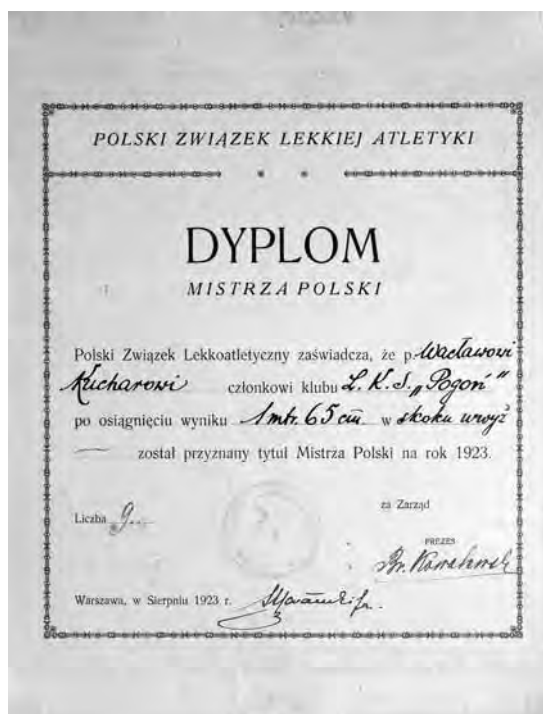 POLSKI ZWIĄZEK LEKKIEJ ATLETYKI
DYPLOM
MISTRZA POLSKI
Polski Związek Lekkoatletyczny zaświadcza, że p. Wacławowi
Kucharowi członkowi klubu L. K. S. „Pogoń"
po osiągnięciu wyniku 1 mtr. 65 cm w skoku wwyż
został przyznany tytuł Mistrza Polski na rok 1923.
za Zarząd
Liczba 9.
PREZES
Warszawa, w Sierpniu 1923 r.